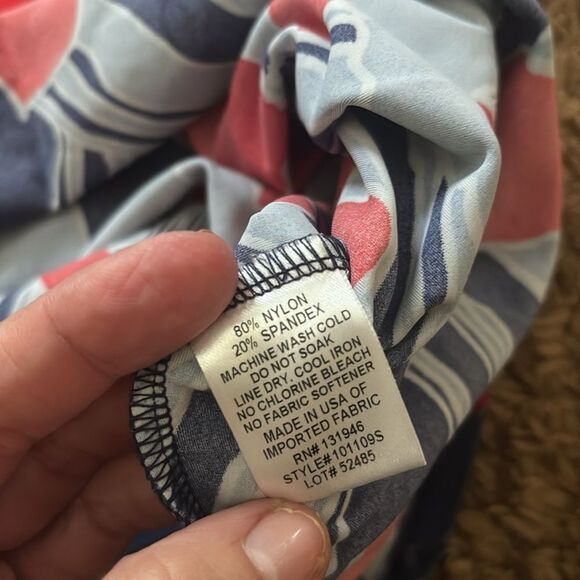 80% NYLON
20% SPANDEX
MACHINE WASH COLD
DO NOT SOAK
LINE DRY. COOL IRON
NO CHLORINE BLEACH
NO FABRIC SOFTENER
MADE IN USA OF
IMPORTED FABRIC
RN# 131946
STYLE#101109S
LOT# 52485